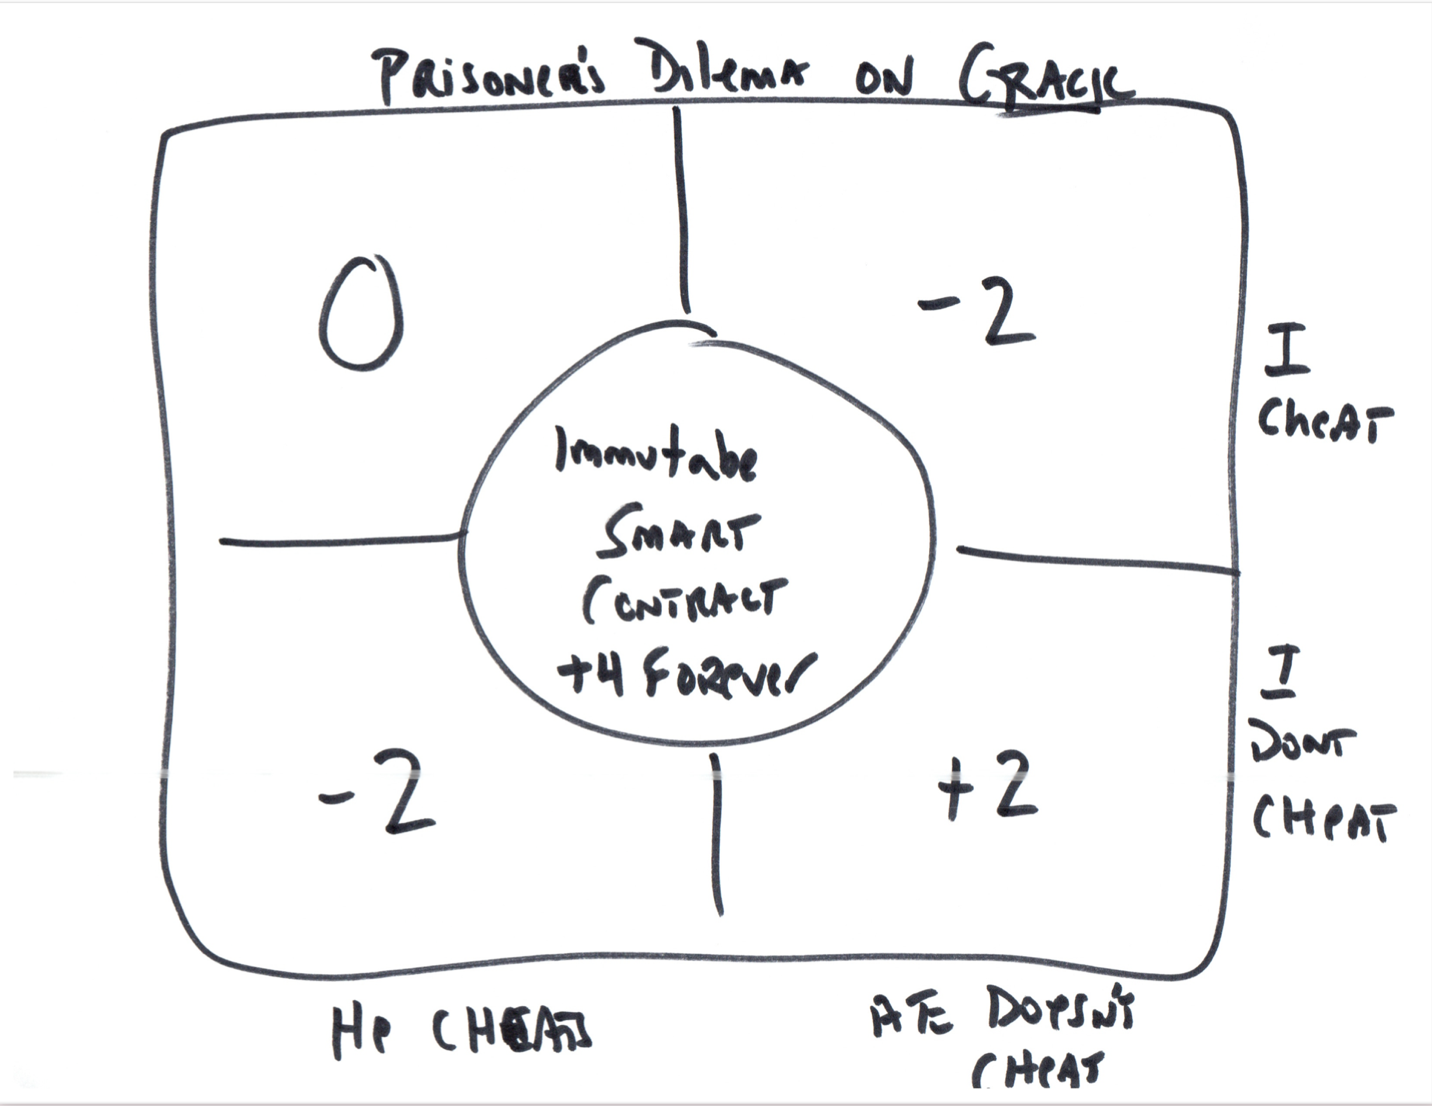 PRISONER'S DILEMA ON CRACK
0
-2
I
CHEAT
Immutabe
SMART
CONTRACT
+4 FOREVER
-2
+2
I
DONT
CHEAT
HE CHEATS
DOESN'T
CHEAT